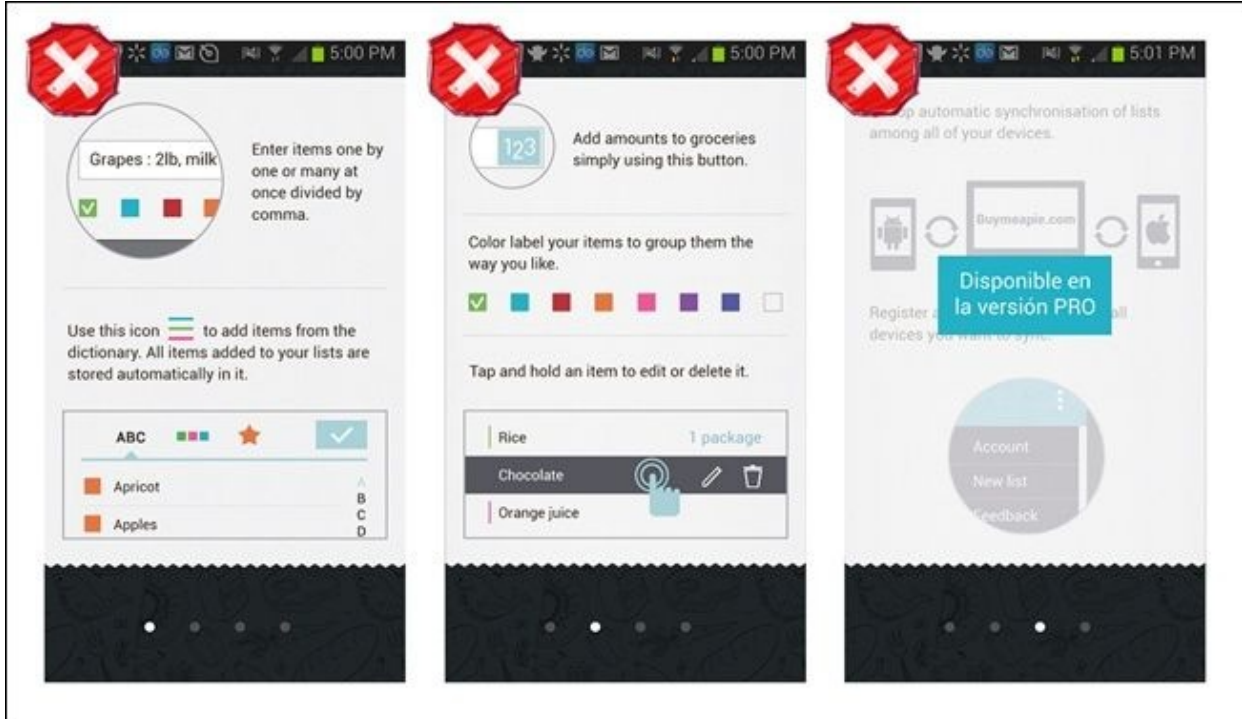 5:00 PM
Grapes : 2lb, milk
Enter items one by
one or many at
once divided by
comma.
Use this icon to add items from the
dictionary. All items added to your lists are
stored automatically in it.
ABC
Apricot
Apples
A
B
C
D
5:00 PM
123
Add amounts to groceries
simply using this button.
Color label your items to group them the
way you like.
Tap and hold an item to edit or delete it.
Rice 1 package
Chocolate
Orange juice
do 5:01 PM
automatic synchronisation of lists
among all of your devices.
Buymeapie.com
Disponible en
la versión PRO
Register all
devices you want to sync.
Account
New list
Feedback